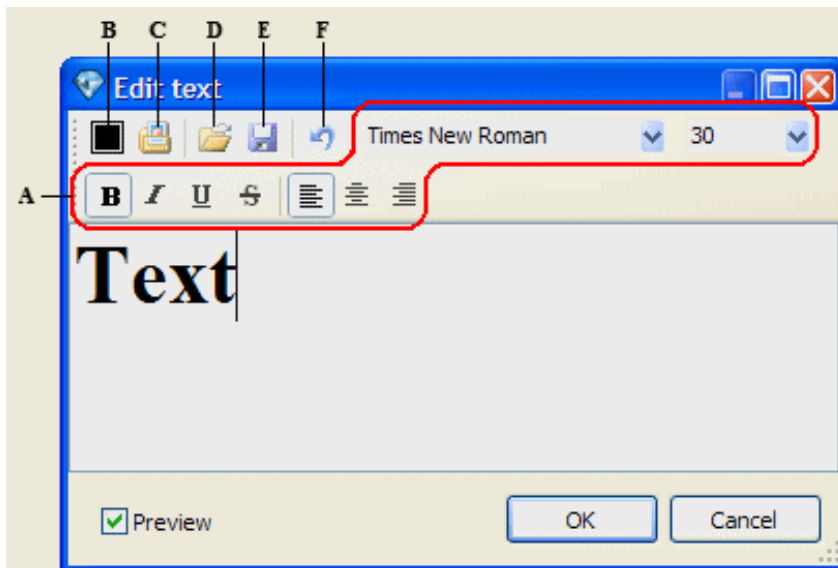 B C D E F
Edit text
Times New Roman 30
A B I U S
Text
Preview OK Cancel